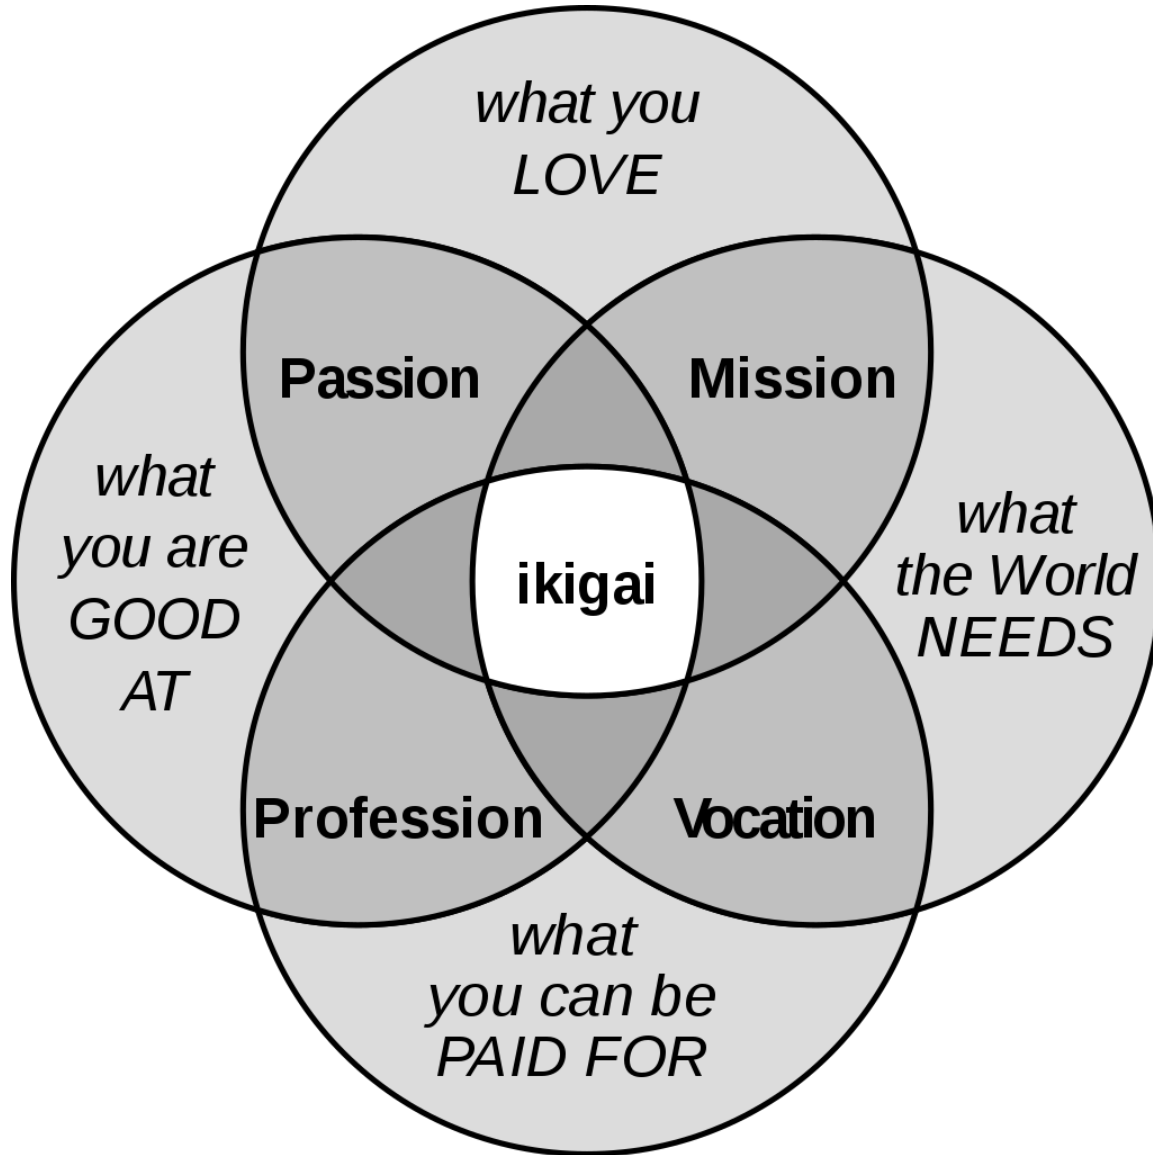 what you
LOVE
Passion
Mission
what
you are
GOOD
AT
ikigai
what
the World
NEEDS
Profession
Vocation
what
you can be
PAID FOR